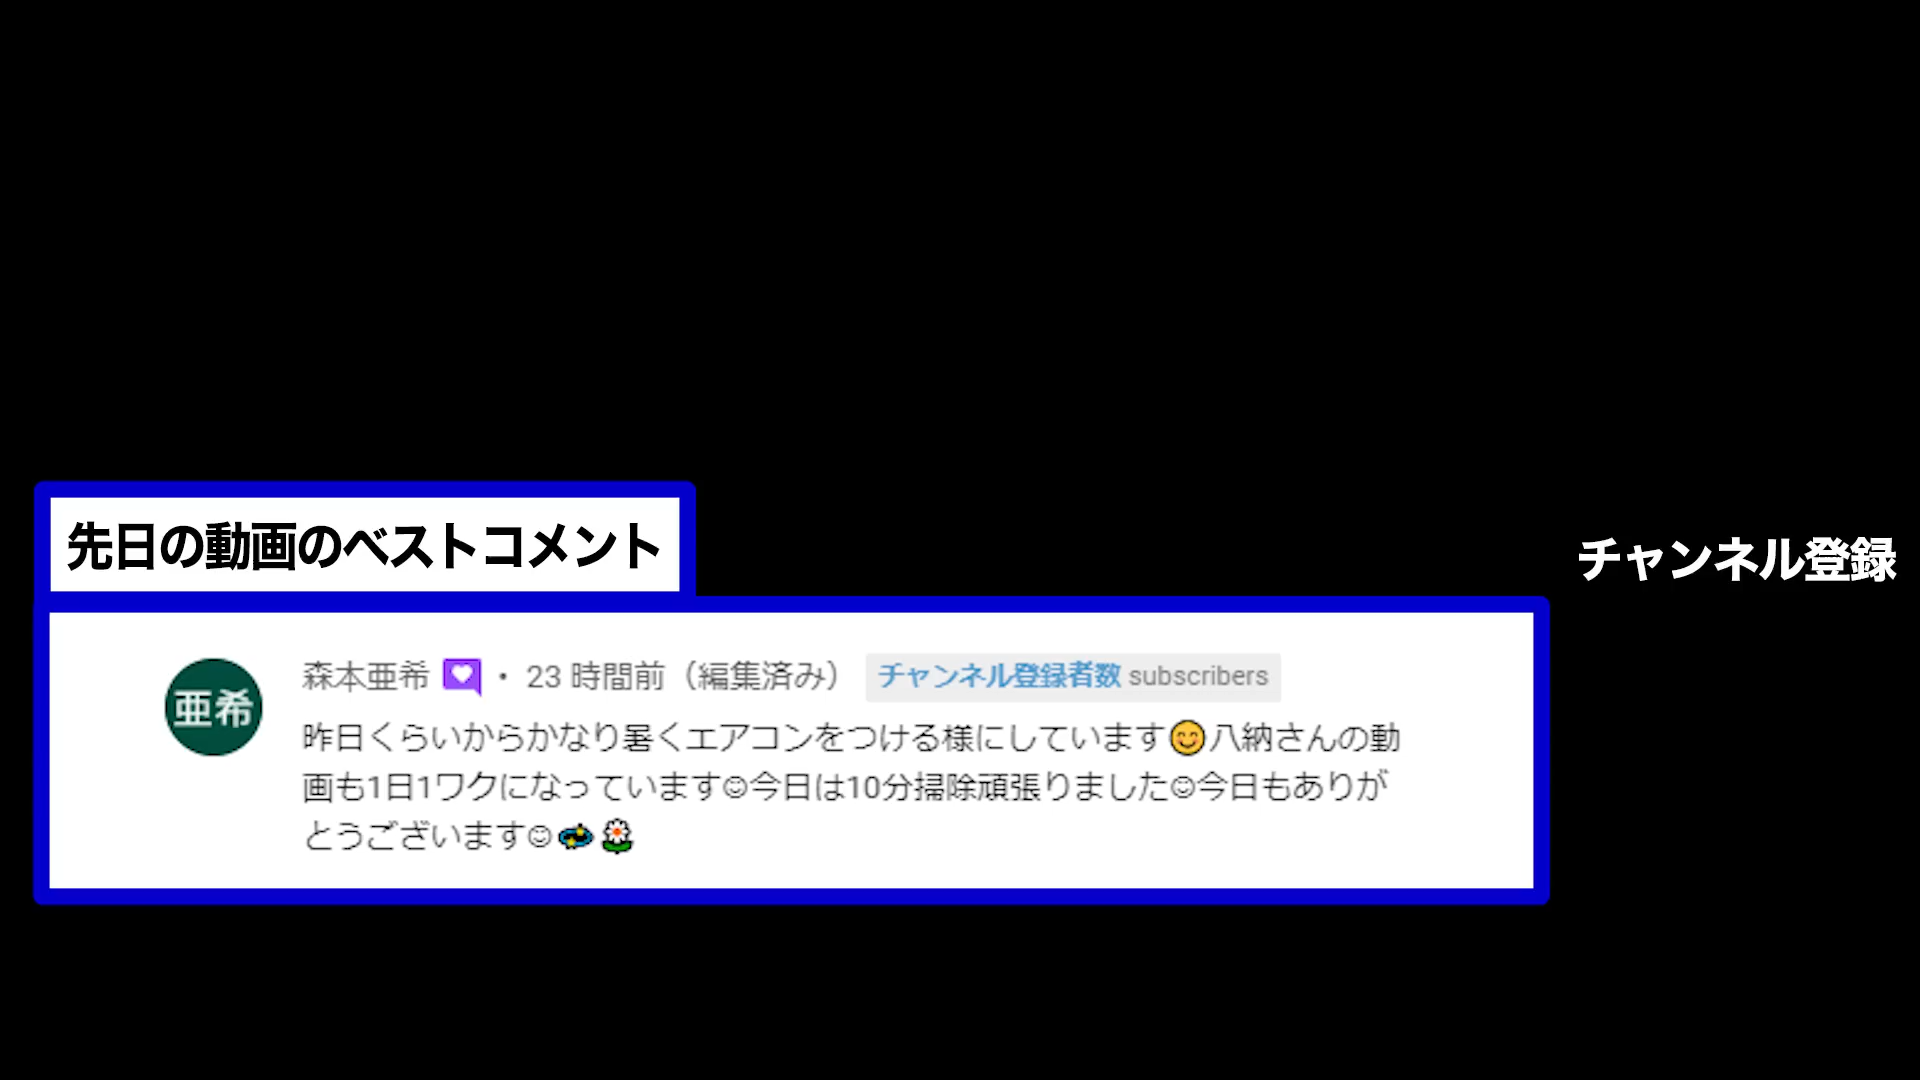 先日の動画のベストコメント
チャンネル登録
亜希
森本亜希 ・ 23 時間前（編集済み） チャンネル登録者数 subscribers
昨日くらいからかなり暑くエアコンをつける様にしています😊八納さんの動
画も1日1ワクになっています☺今日は10分掃除頑張りました☺今日もありが
とうございます☺